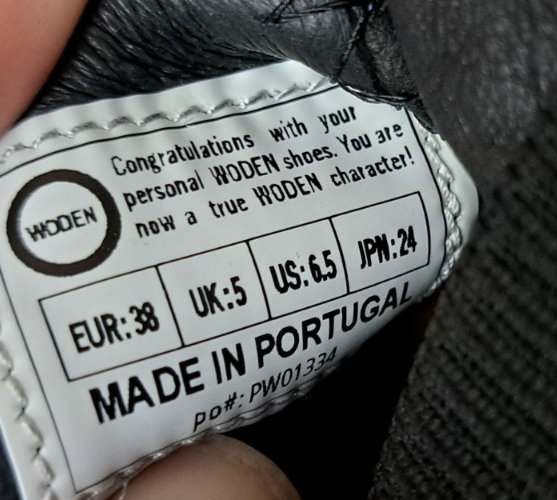 Congratulations with your
personal WODEN shoes. You are
now a true WODEN character!
WODEN
EUR:38 UK:5 US:6.5 JPN:24
MADE IN PORTUGAL
po#: PW01334